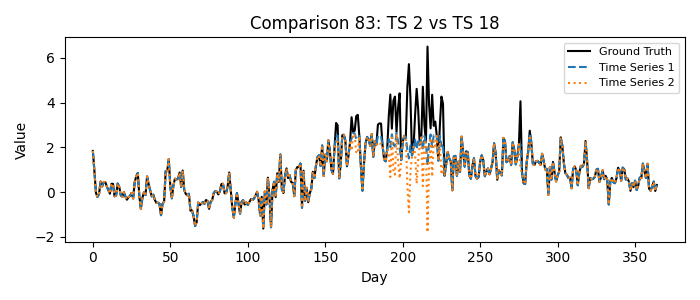 Comparison 83: TS 2 vs TS 18
Ground Truth
Time Series 1
Time Series 2
Value
6
4
2
0
−2
0 50 100 150 200 250 300 350
Day